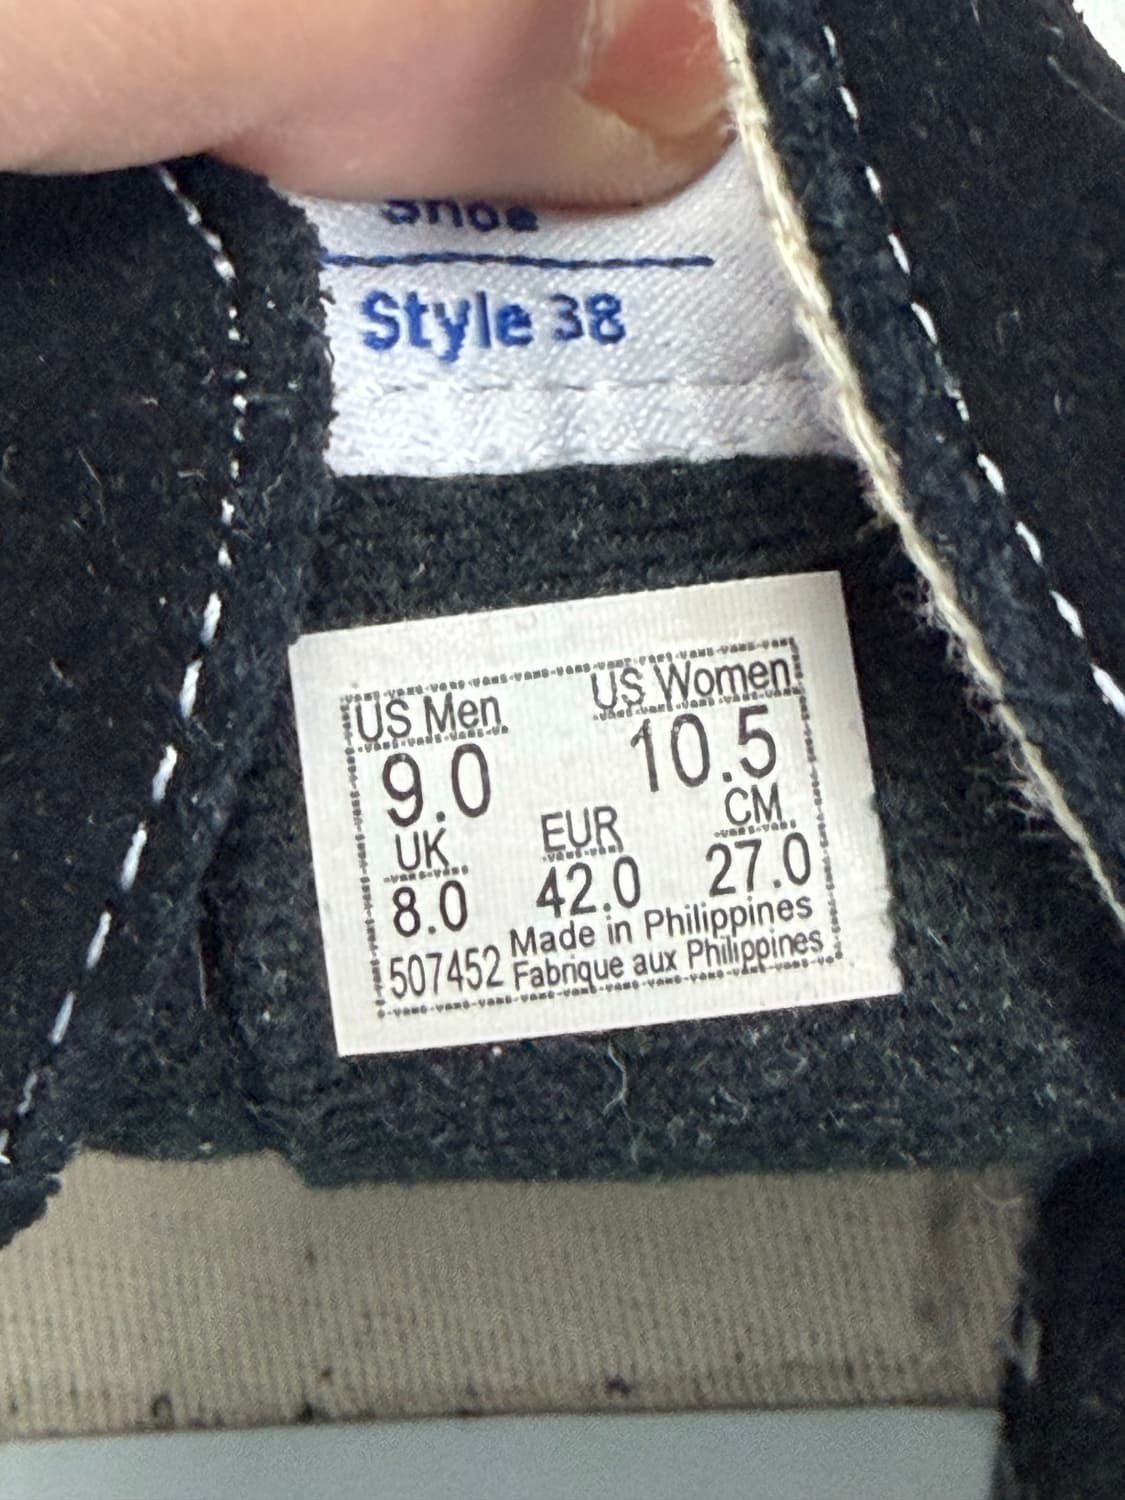 Shoe
Style 38
US Men US Women
9.0 10.5
UK EUR CM
8.0 42.0 27.0
Made in Philippines
507452 Fabrique aux Philippines